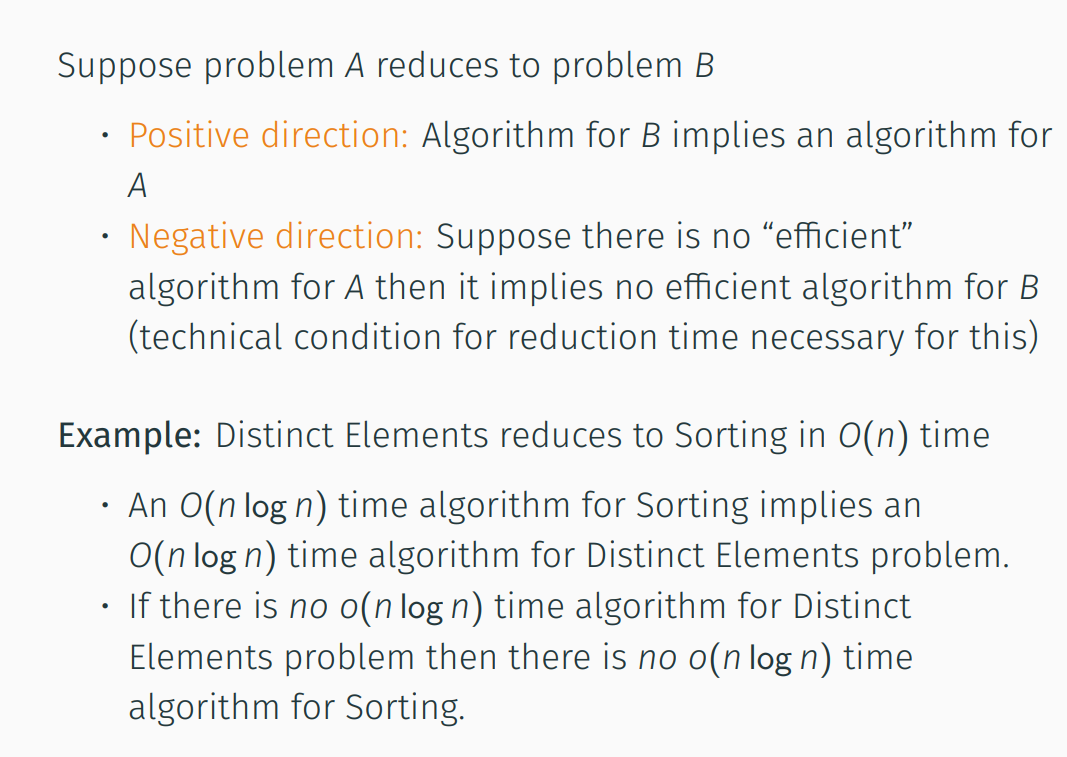 Suppose problem A reduces to problem B
• Positive direction: Algorithm for B implies an algorithm for
A
• Negative direction: Suppose there is no “efficient”
algorithm for A then it implies no efficient algorithm for B
(technical condition for reduction time necessary for this)
Example: Distinct Elements reduces to Sorting in O(n) time
• An O(n log n) time algorithm for Sorting implies an
O(n log n) time algorithm for Distinct Elements problem.
• If there is no o(n log n) time algorithm for Distinct
Elements problem then there is no o(n log n) time
algorithm for Sorting.